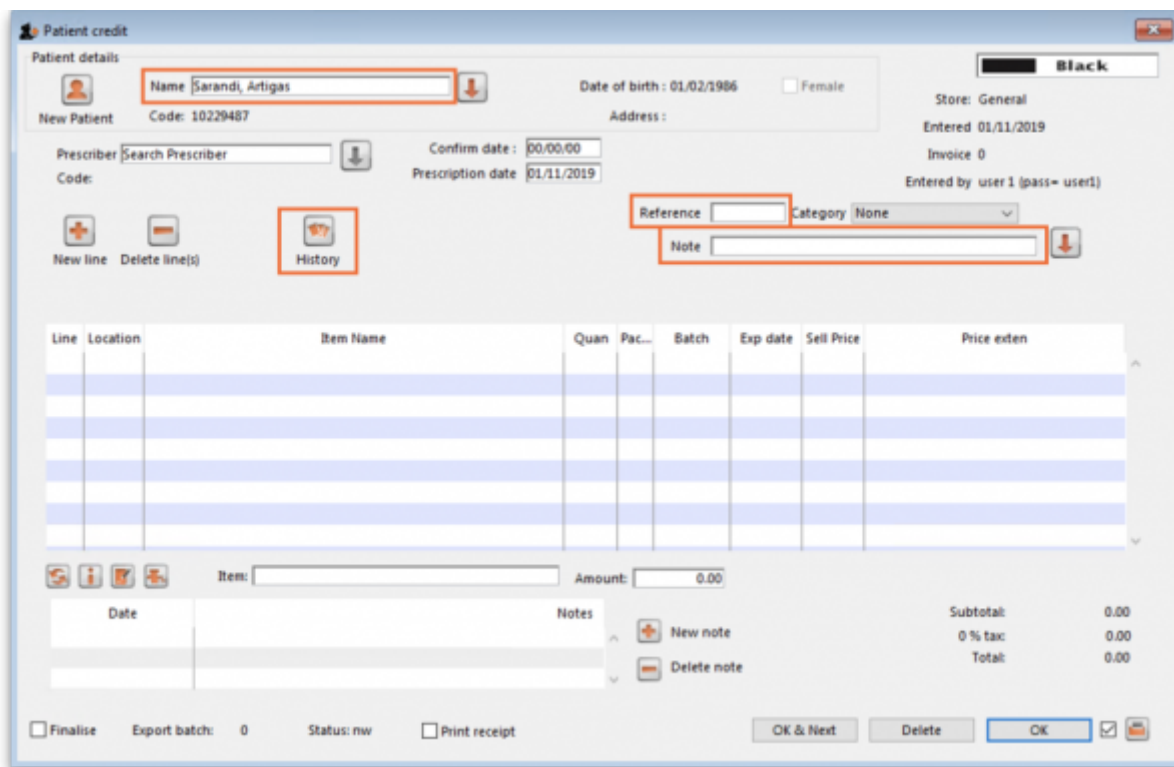 Patient credit
Patient details
Black
Name Sarandi, Artigas
Date of birth : 01/02/1986
Female
Store: General
New Patient
Code: 10229487
Address :
Entered 01/11/2019
Prescriber Search Prescriber
Confirm date : 00/00/00
Invoice 0
Code:
Prescription date 01/11/2019
Entered by user 1 (pass= user1)
Reference
Category None
Note
New line Delete line(s) History
Line Location Item Name Quan Pac... Batch Exp date Sell Price Price exten
Item:
Amount: 0.00
Date Notes
New note
Delete note
Subtotal: 0.00
0 % tax: 0.00
Total: 0.00
Finalise Export batch: 0 Status: nw Print receipt OK & Next Delete OK